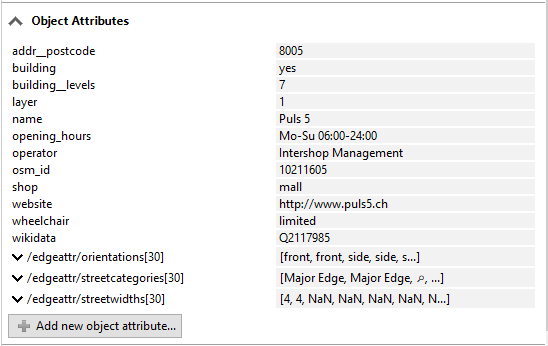 Object Attributes
addr__postcode 8005
building yes
building__levels 7
layer 1
name Puls 5
opening_hours Mo-Su 06:00-24:00
operator Intershop Management
osm_id 10211605
shop mall
website http://www.puls5.ch
wheelchair limited
wikidata Q2117985
/edgeattr/orientations[30] [front, front, side, side, s...]
/edgeattr/streetcategories[30] [Major Edge, Major Edge, ⌕, ...]
/edgeattr/streetwidths[30] [4, 4, NaN, NaN, NaN, NaN, N...]
Add new object attribute...